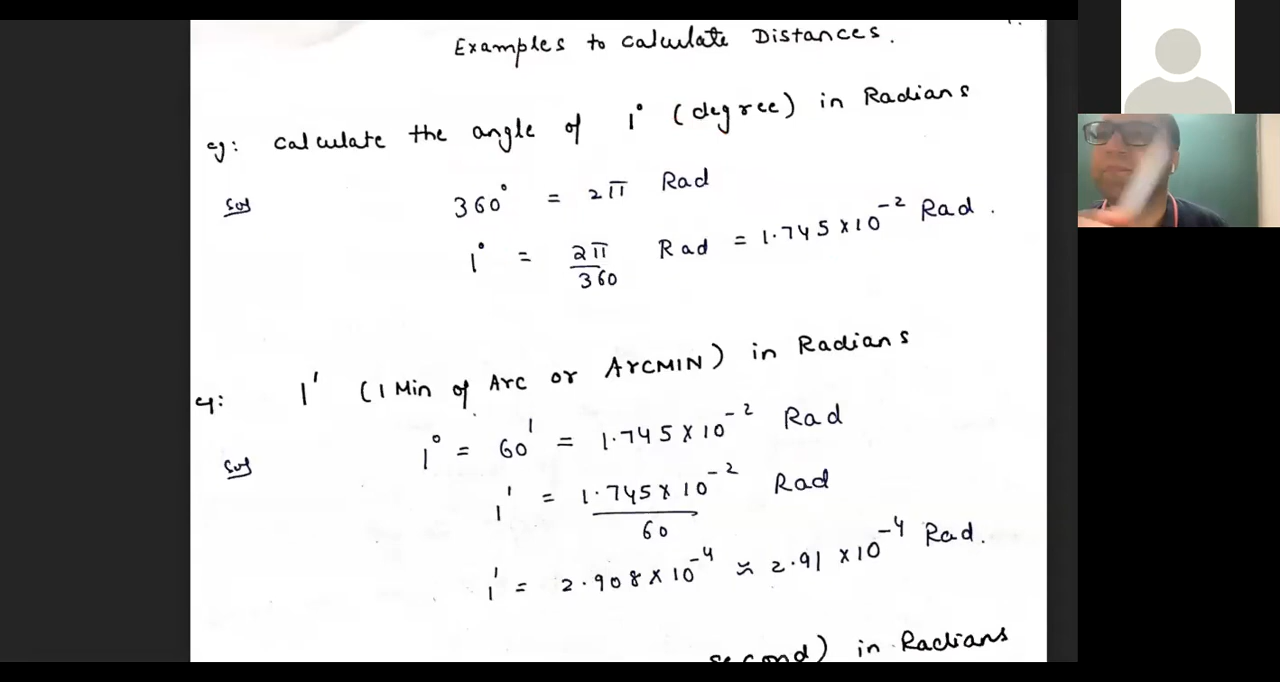 Examples to calculate Distances.
eg: calculate the angle of 1° (degree) in Radians
Sol
360° = 2π Rad
1° = 2π/360 Rad = 1.745 × 10⁻² Rad.
eg: 1' (1 Min of Arc or ArcMIN) in Radians
Sol
1° = 60' = 1.745 × 10⁻² Rad
1' = 1.745 × 10⁻²/60 Rad
1' = 2.908 × 10⁻⁴ ≈ 2.91 × 10⁻⁴ Rad.
second) in Radians